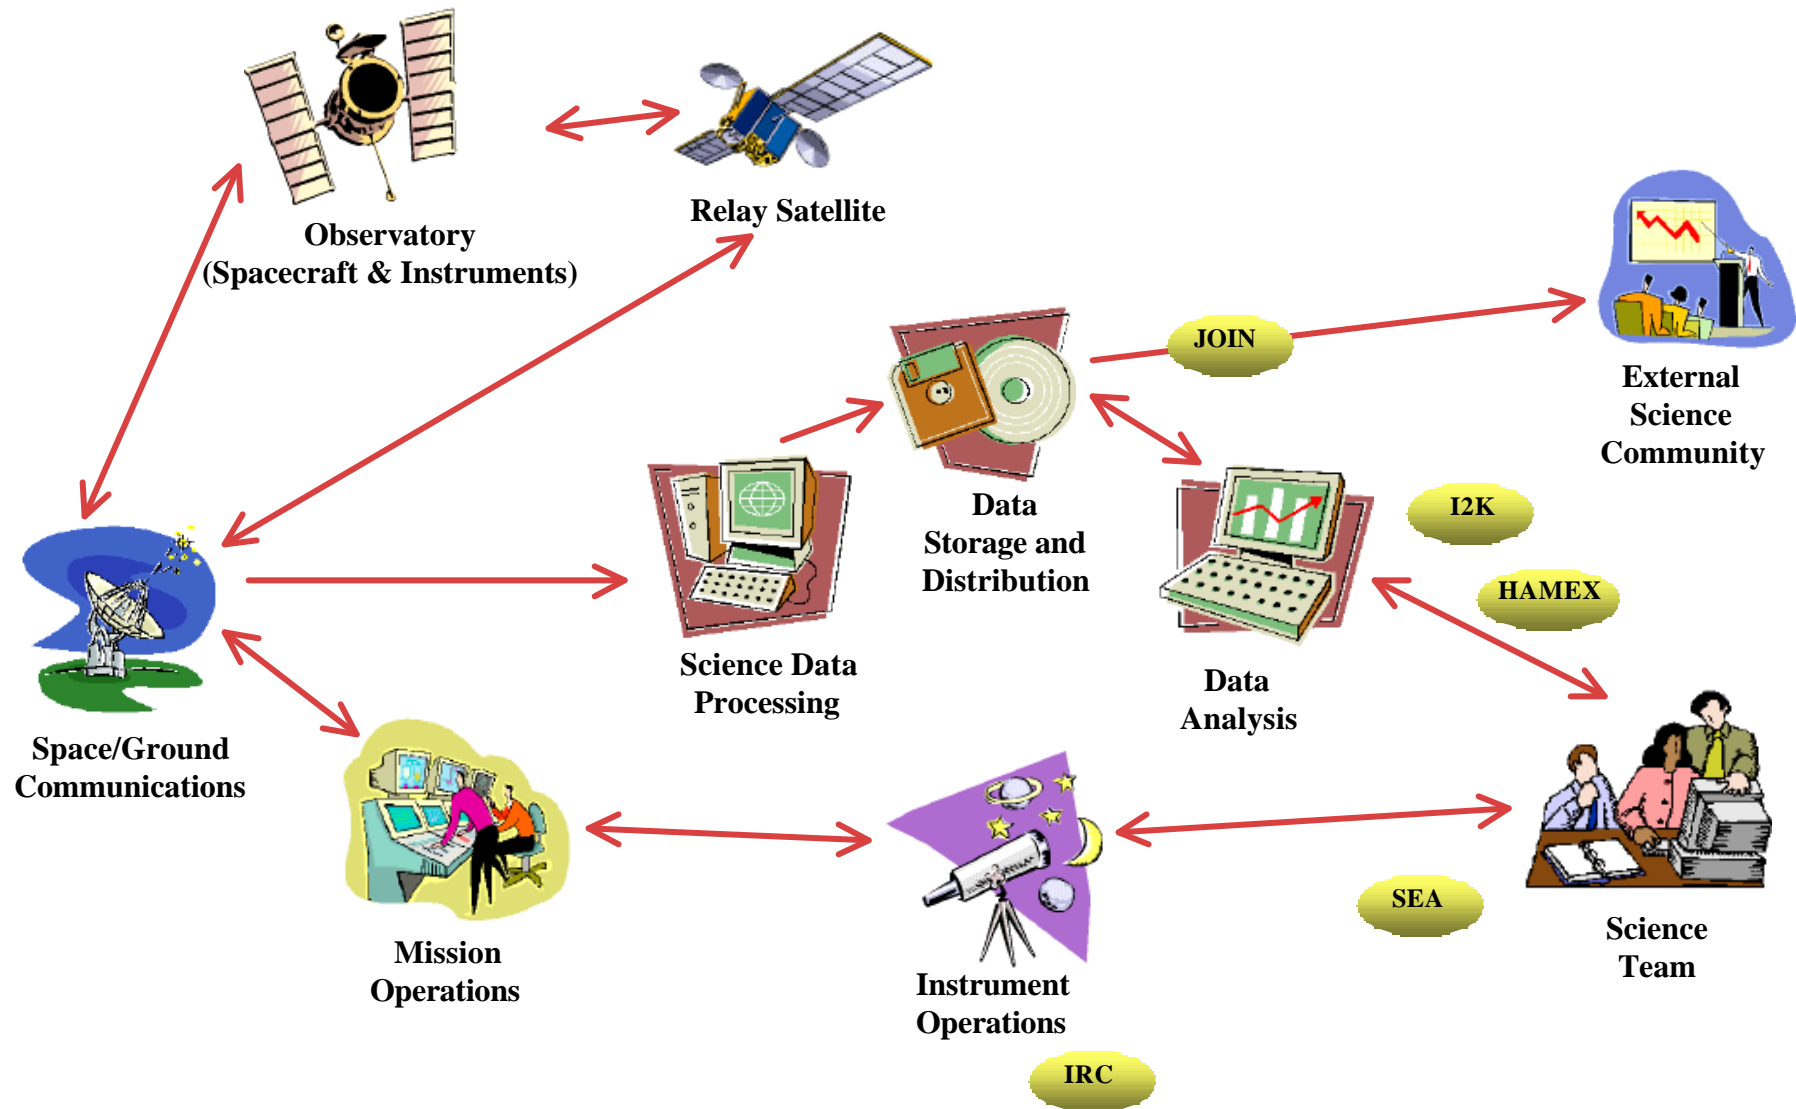 Observatory
(Spacecraft & Instruments)
Relay Satellite
JOIN
External
Science
Community
Data
Storage and
Distribution
I2K
HAMEX
Science Data
Processing
Data
Analysis
Space/Ground
Communications
Mission
Operations
Instrument
Operations
SEA
Science
Team
IRC